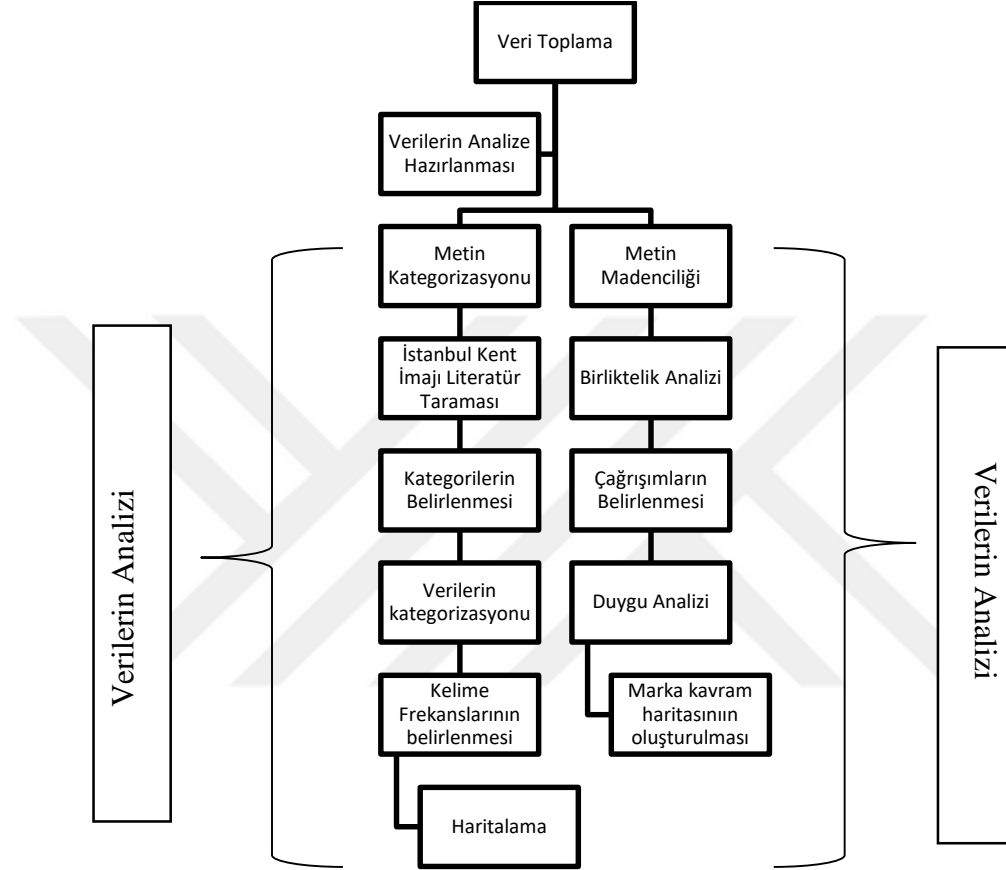 Veri Toplama
Verilerin Analize
Hazırlanması
Metin
Kategorizasyonu
İstanbul Kent
İmajı Literatür
Taraması
Kategorilerin
Belirlenmesi
Verilerin
kategorizasyonu
Kelime
Frekanslarının
belirlenmesi
Haritalama
Metin
Madenciliği
Birliktelik Analizi
Çağrışımların
Belirlenmesi
Duygu Analizi
Marka kavram
haritasınıın
oluşturulması
Verilerin Analizi
Verilerin Analizi